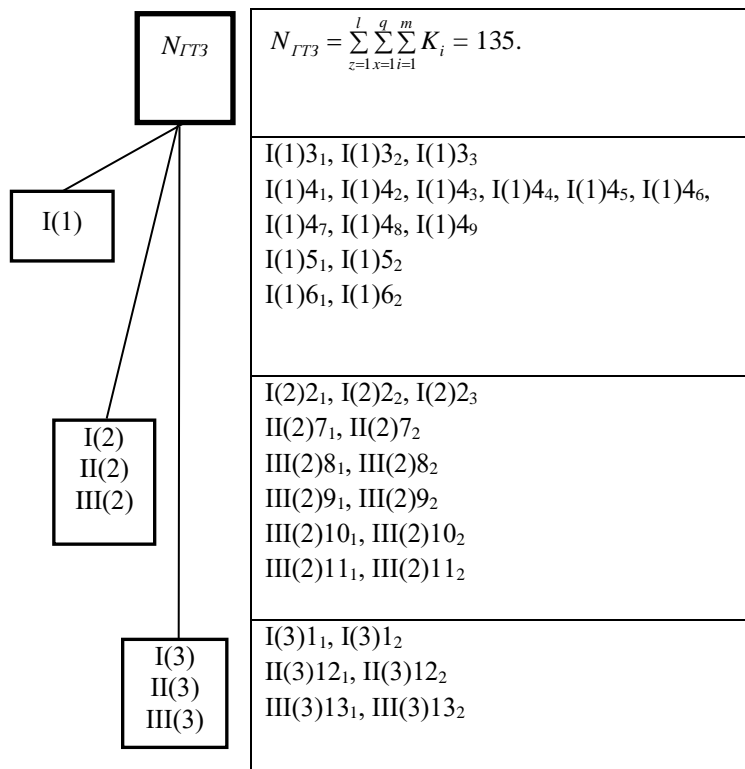 N_ГТЗ
N_ГТЗ = ∑_{z=1}^{l} ∑_{x=1}^{q} ∑_{i=1}^{m} K_i = 135.
I(1)
I(1)3₁, I(1)3₂, I(1)3₃
I(1)4₁, I(1)4₂, I(1)4₃, I(1)4₄, I(1)4₅, I(1)4₆,
I(1)4₇, I(1)4₈, I(1)4₉
I(1)5₁, I(1)5₂
I(1)6₁, I(1)6₂
I(2)
II(2)
III(2)
I(2)2₁, I(2)2₂, I(2)2₃
II(2)7₁, II(2)7₂
III(2)8₁, III(2)8₂
III(2)9₁, III(2)9₂
III(2)10₁, III(2)10₂
III(2)11₁, III(2)11₂
I(3)
II(3)
III(3)
I(3)1₁, I(3)1₂
II(3)12₁, II(3)12₂
III(3)13₁, III(3)13₂